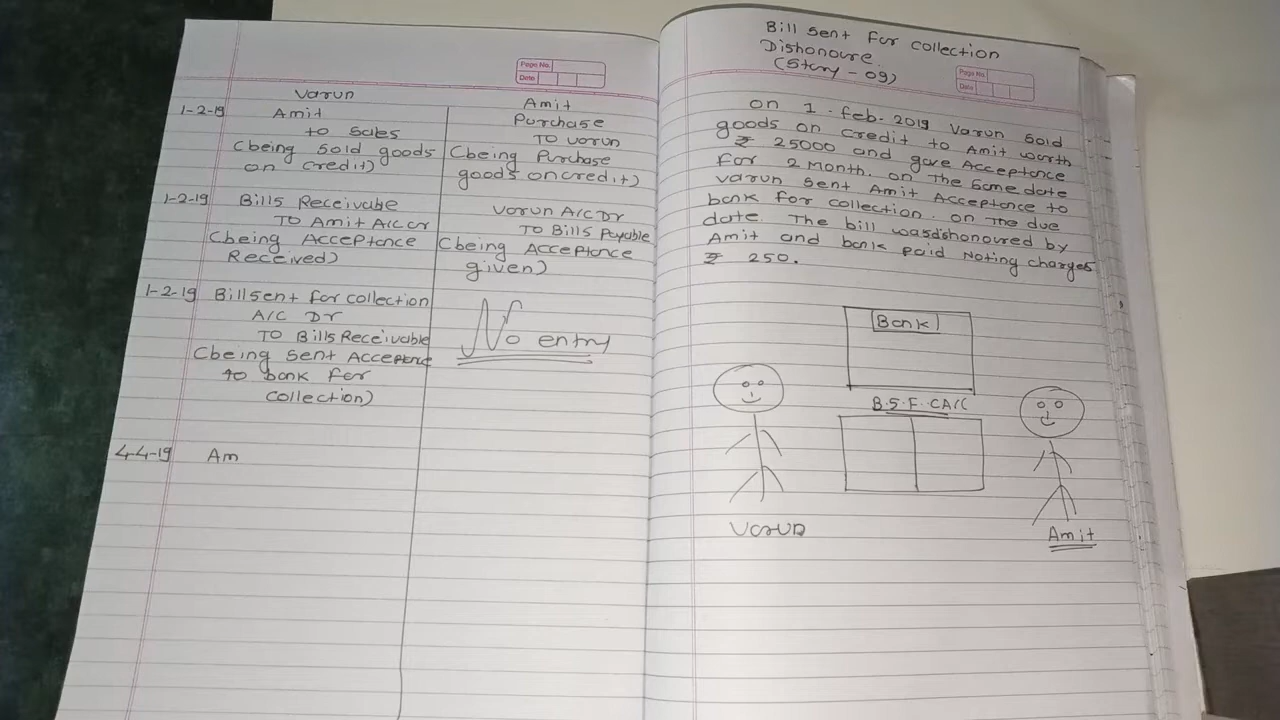 Page No.
Date
Varun
1-2-19 Amit
to Sales
(being Sold goods
on credit)
1-2-19 Bills Receivable
TO Amit A/C cr
(being Acceptance
Received)
1-2-19 Bill sent for collection
A/C Dr
TO Bills Receivable
(being sent Acceptance
to bank for
collection)
4-4-19 Am
Amit
Purchase
TO Varun
(being Purchase
goods on credit)
Varun A/C Dr
TO Bills Payable
(being Acceptance
given)
No entry
Bill sent for collection
Dishonoure
(Story - 09)
Page No.
Date
on 1. feb. 2019 Varun Sold
goods on credit to Amit worth
₹ 25000 and gave Acceptance
for 2 Month. on The Same date
Varun sent Amit Acceptance to
bank for collection. on The due
date. The bill was dishonoured by
Amit and bank paid Noting charges
₹ 250.
Bank
B.S.F.C A/C
Varun
Amit